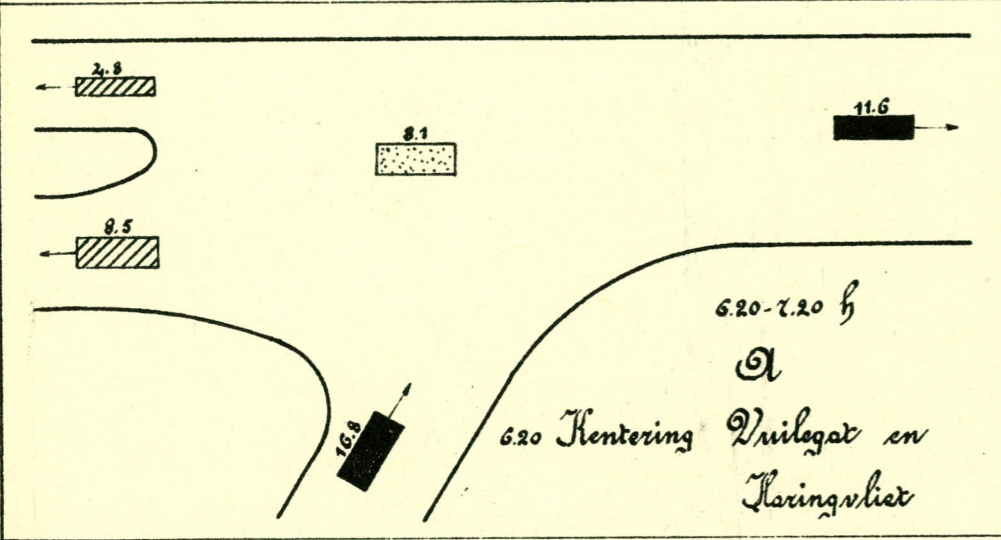 2.8
11.6
8.1
8.5
6.20-7.20 h
A
16.8
6.20 Kentering Vuilegat en
Haringvliet